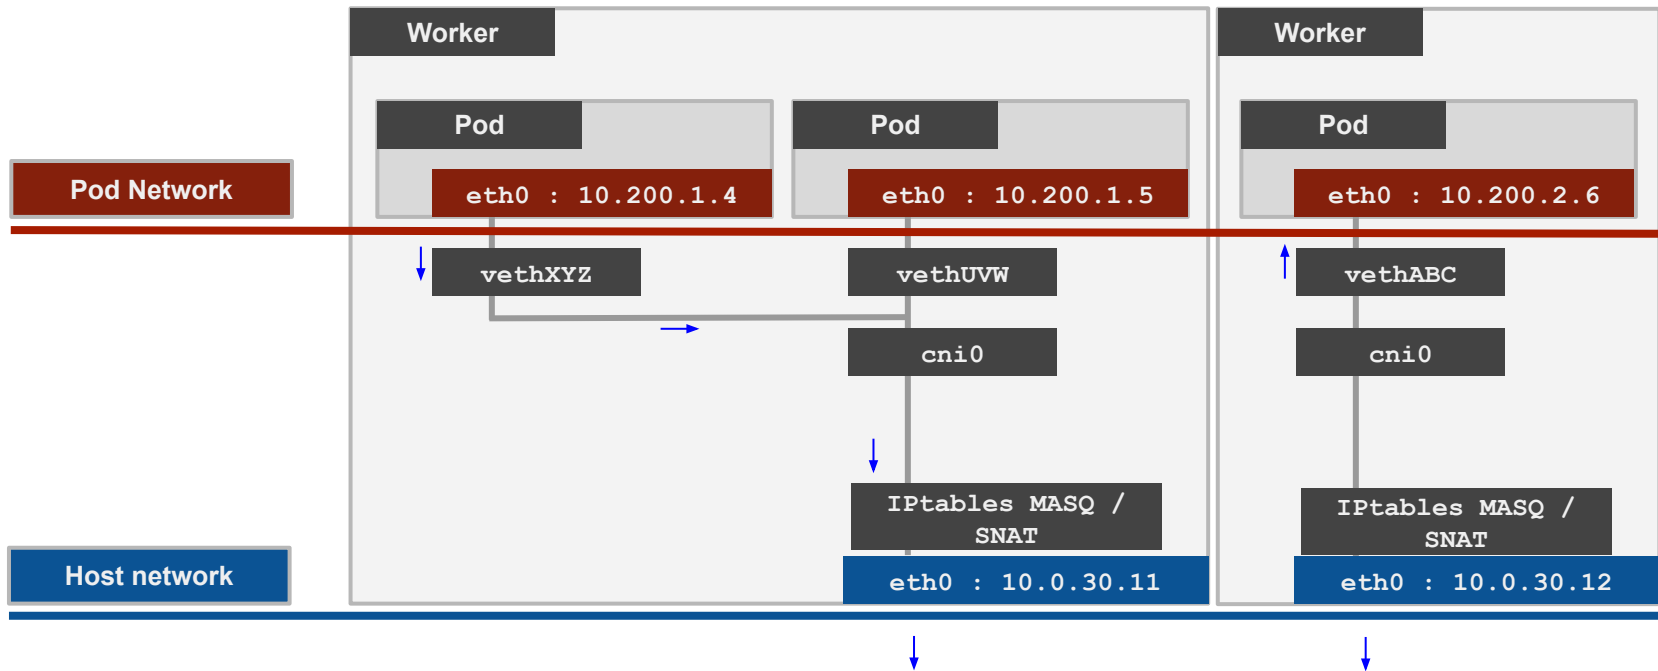 Worker
Worker
Pod
Pod
Pod
Pod Network
eth0 : 10.200.1.4
eth0 : 10.200.1.5
eth0 : 10.200.2.6
vethXYZ
vethUVW
vethABC
cni0
cni0
IPtables MASQ /
SNAT
IPtables MASQ /
SNAT
Host network
eth0 : 10.0.30.11
eth0 : 10.0.30.12